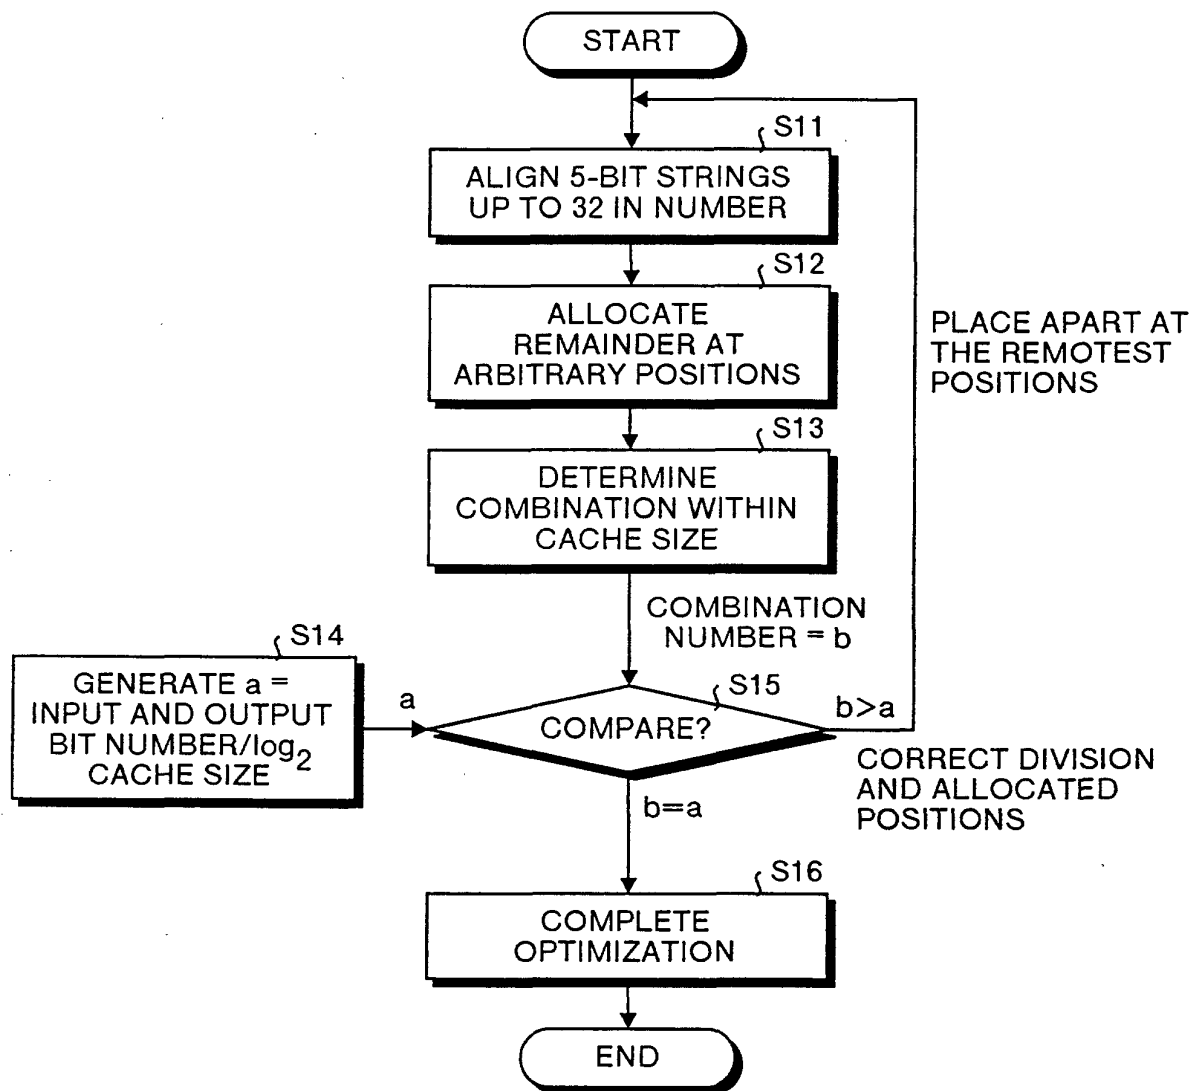 START
S11
ALIGN 5-BIT STRINGS
UP TO 32 IN NUMBER
S12
ALLOCATE
REMAINDER AT
ARBITRARY POSITIONS
PLACE APART AT
THE REMOTEST
POSITIONS
S13
DETERMINE
COMBINATION WITHIN
CACHE SIZE
COMBINATION
NUMBER = b
S14
GENERATE a =
INPUT AND OUTPUT
BIT NUMBER/log2
CACHE SIZE
a
S15
COMPARE?
b>a
CORRECT DIVISION
AND ALLOCATED
POSITIONS
b=a
S16
COMPLETE
OPTIMIZATION
END